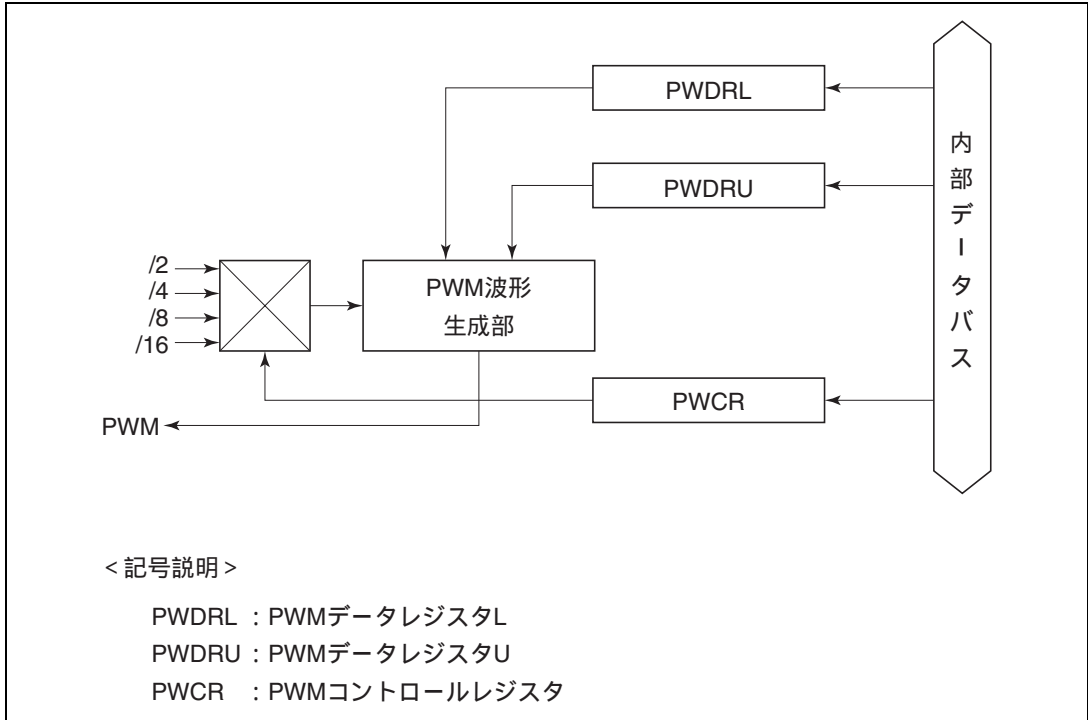 PWDRL
PWDRU
内部データバス
/2
/4
/8
/16
PWM波形
生成部
PWCR
PWM
<記号説明>
PWDRL : PWMデータレジスタL
PWDRU : PWMデータレジスタU
PWCR : PWMコントロールレジスタ